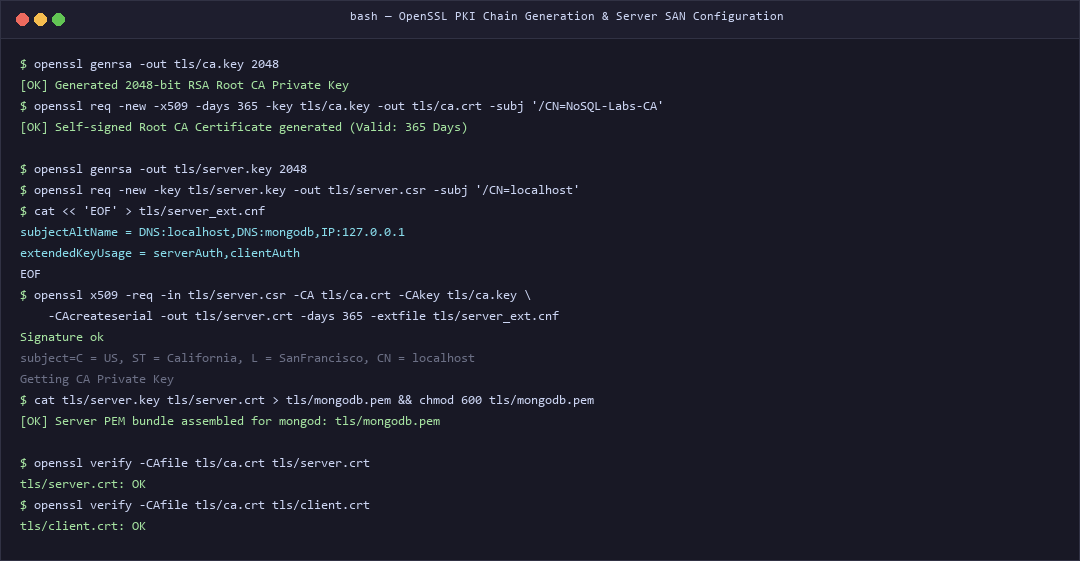 bash — OpenSSL PKI Chain Generation & Server SAN Configuration
$ openssl genrsa -out tls/ca.key 2048
[OK] Generated 2048-bit RSA Root CA Private Key
$ openssl req -new -x509 -days 365 -key tls/ca.key -out tls/ca.crt -subj '/CN=NoSQL-Labs-CA'
[OK] Self-signed Root CA Certificate generated (Valid: 365 Days)
$ openssl genrsa -out tls/server.key 2048
$ openssl req -new -key tls/server.key -out tls/server.csr -subj '/CN=localhost'
$ cat << 'EOF' > tls/server_ext.cnf
subjectAltName = DNS:localhost,DNS:mongodb,IP:127.0.0.1
extendedKeyUsage = serverAuth,clientAuth
EOF
$ openssl x509 -req -in tls/server.csr -CA tls/ca.crt -CAkey tls/ca.key \
    -CAcreateserial -out tls/server.crt -days 365 -extfile tls/server_ext.cnf
Signature ok
subject=C = US, ST = California, L = SanFrancisco, CN = localhost
Getting CA Private Key
$ cat tls/server.key tls/server.crt > tls/mongodb.pem && chmod 600 tls/mongodb.pem
[OK] Server PEM bundle assembled for mongod: tls/mongodb.pem
$ openssl verify -CAfile tls/ca.crt tls/server.crt
tls/server.crt: OK
$ openssl verify -CAfile tls/ca.crt tls/client.crt
tls/client.crt: OK